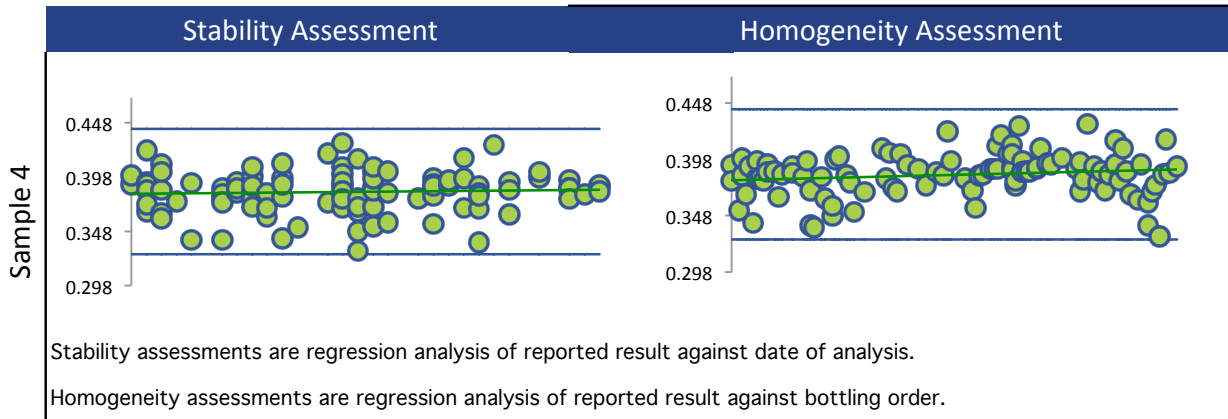 Stability Assessment
Homogeneity Assessment
Sample 4
0.448
0.398
0.348
0.298
0.448
0.398
0.348
0.298
Stability assessments are regression analysis of reported result against date of analysis.
Homogeneity assessments are regression analysis of reported result against bottling order.